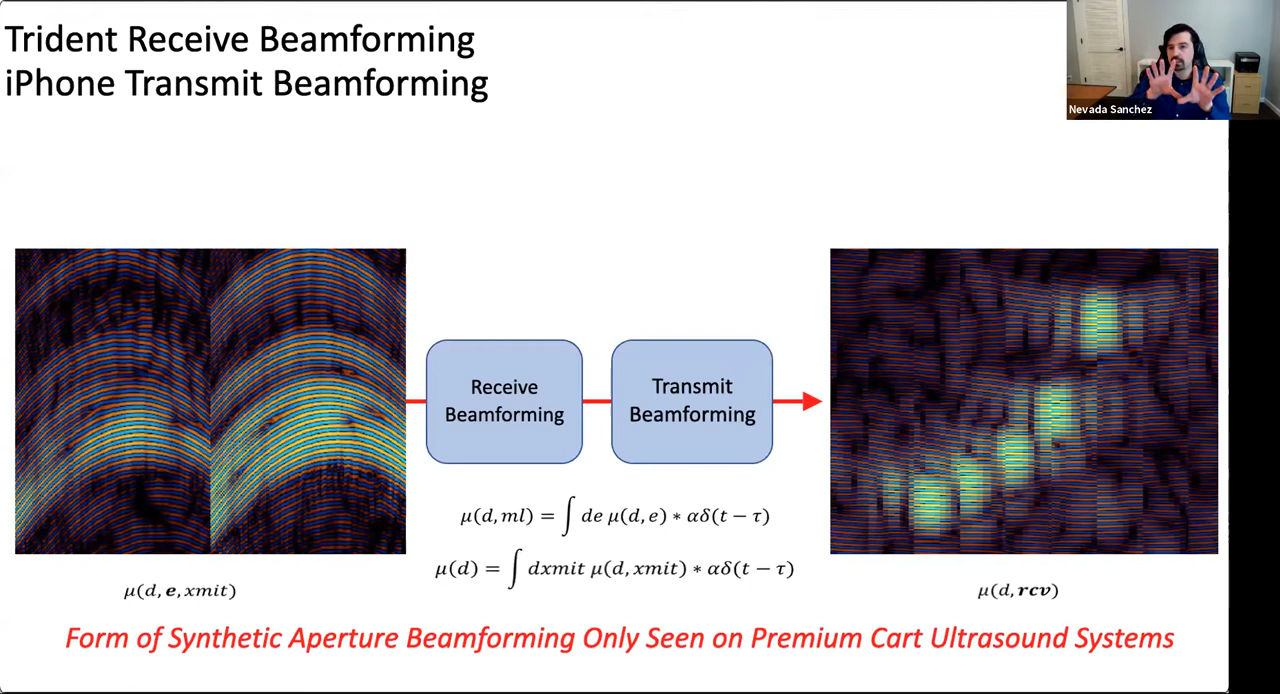 Trident Receive Beamforming
iPhone Transmit Beamforming
Nevada Sanchez
Receive
Beamforming
Transmit
Beamforming
μ(d, ml) = ∫ de μ(d, e) ∗ αδ(t − τ)
μ(d) = ∫ dxmit μ(d, xmit) ∗ αδ(t − τ)
μ(d, e, xmit)
μ(d, rcv)
Form of Synthetic Aperture Beamforming Only Seen on Premium Cart Ultrasound Systems